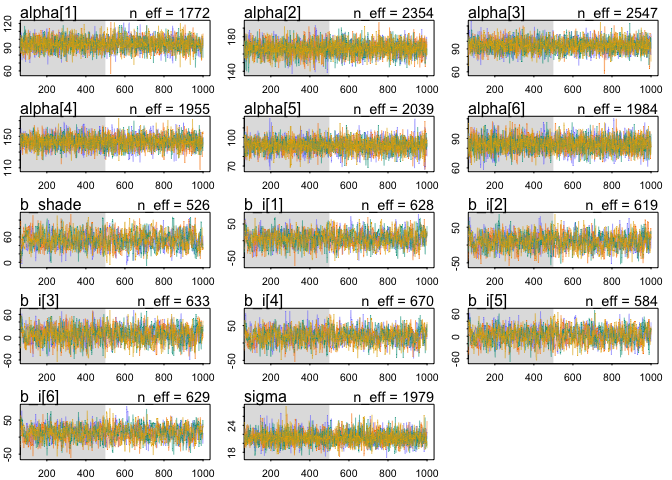 alpha[1] n_eff = 1772 alpha[2] n_eff = 2354 alpha[3] n_eff = 2547
60 90 120 140 180 60 90
200 400 600 800 1000 200 400 600 800 1000 200 400 600 800 1000
alpha[4] n_eff = 1955 alpha[5] n_eff = 2039 alpha[6] n_eff = 1984
110 150 70 100 60 90
200 400 600 800 1000 200 400 600 800 1000 200 400 600 800 1000
b_shade n_eff = 526 b_i[1] n_eff = 628 b_i[2] n_eff = 619
0 60 -50 50 -50 50
200 400 600 800 1000 200 400 600 800 1000 200 400 600 800 1000
b_i[3] n_eff = 633 b_i[4] n_eff = 670 b_i[5] n_eff = 584
-60 0 60 -50 50 -60 0 60
200 400 600 800 1000 200 400 600 800 1000 200 400 600 800 1000
b_i[6] n_eff = 629 sigma n_eff = 1979
-50 50 18 24
200 400 600 800 1000 200 400 600 800 1000